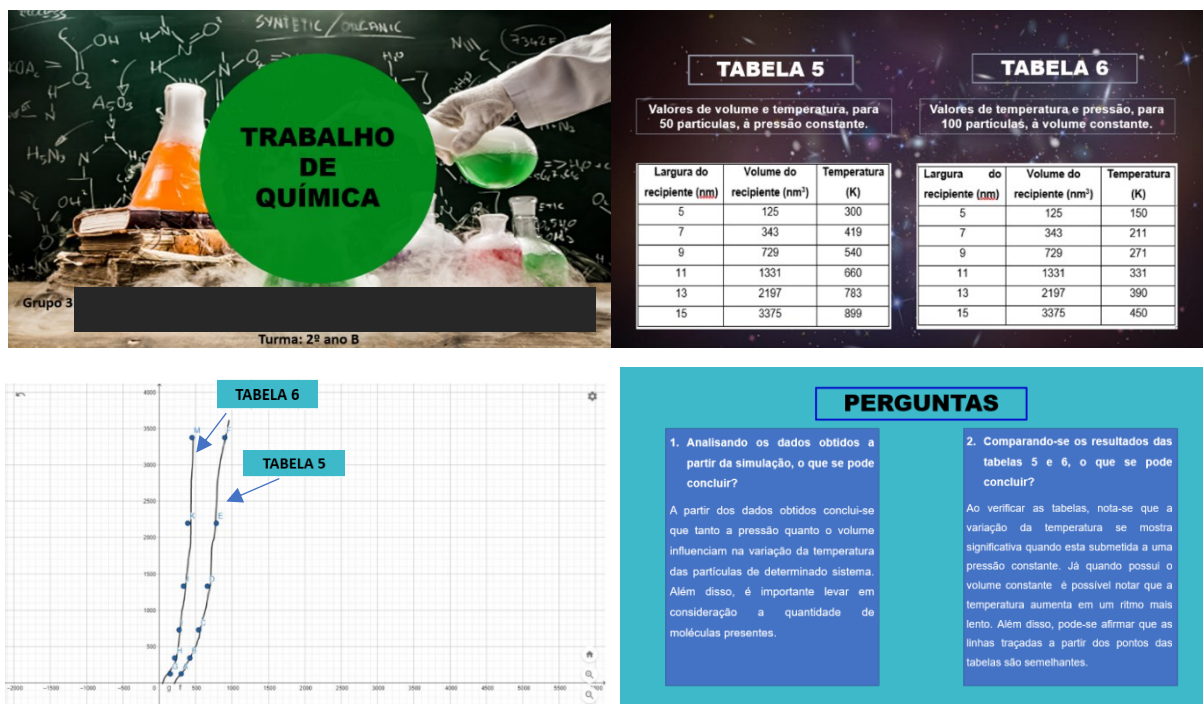 SYNTETIC/ORGANIC
TRABALHO
DE
QUÍMICA
Grupo 3
Turma: 2º ano B
TABELA 5
Valores de volume e temperatura, para
50 partículas, à pressão constante.
Largura do recipiente (nm) Volume do recipiente (nm³) Temperatura (K)
5 125 300
7 343 419
9 729 540
11 1331 660
13 2197 783
15 3375 899
TABELA 6
Valores de temperatura e pressão, para
100 partículas, à volume constante.
Largura do recipiente (nm) Volume do recipiente (nm³) Temperatura (K)
5 125 150
7 343 211
9 729 271
11 1331 331
13 2197 390
15 3375 450
TABELA 6
TABELA 5
4000
3500
3000
2500
2000
1500
1000
500
-2000 -1500 -1000 -500 0 500 1000 1500 2000 2500 3000 3500 4000 4500 5000 5500
M
K
E
PERGUNTAS
1. Analisando os dados obtidos a
partir da simulação, o que se pode
concluir?
A partir dos dados obtidos conclui-se
que tanto a pressão quanto o volume
influenciam na variação da temperatura
das partículas de determinado sistema.
Além disso, é importante levar em
consideração a quantidade de
moléculas presentes.
2. Comparando-se os resultados das
tabelas 5 e 6, o que se pode
concluir?
Ao verificar as tabelas, nota-se que a
variação da temperatura se mostra
significativa quando esta submetida a uma
pressão constante. Já quando possui o
volume constante é possível notar que a
temperatura aumenta em um ritmo mais
lento. Além disso, pode-se afirmar que as
linhas traçadas a partir dos pontos das
tabelas são semelhantes.